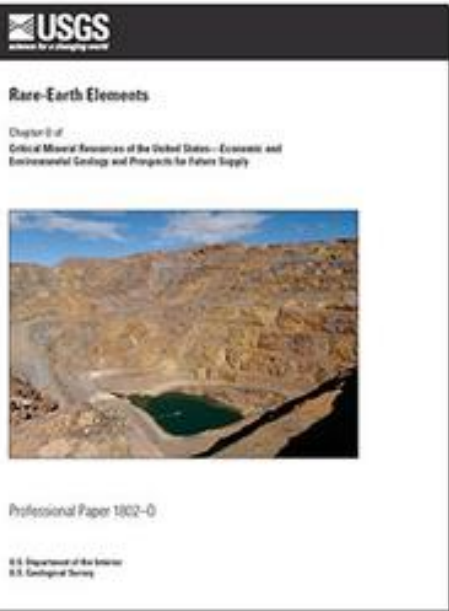 USGS
science for a changing world
Rare-Earth Elements
Chapter O of
Critical Mineral Resources of the United States—Economic and
Environmental Geology and Prospects for Future Supply
Professional Paper 1802–O
U.S. Department of the Interior
U.S. Geological Survey